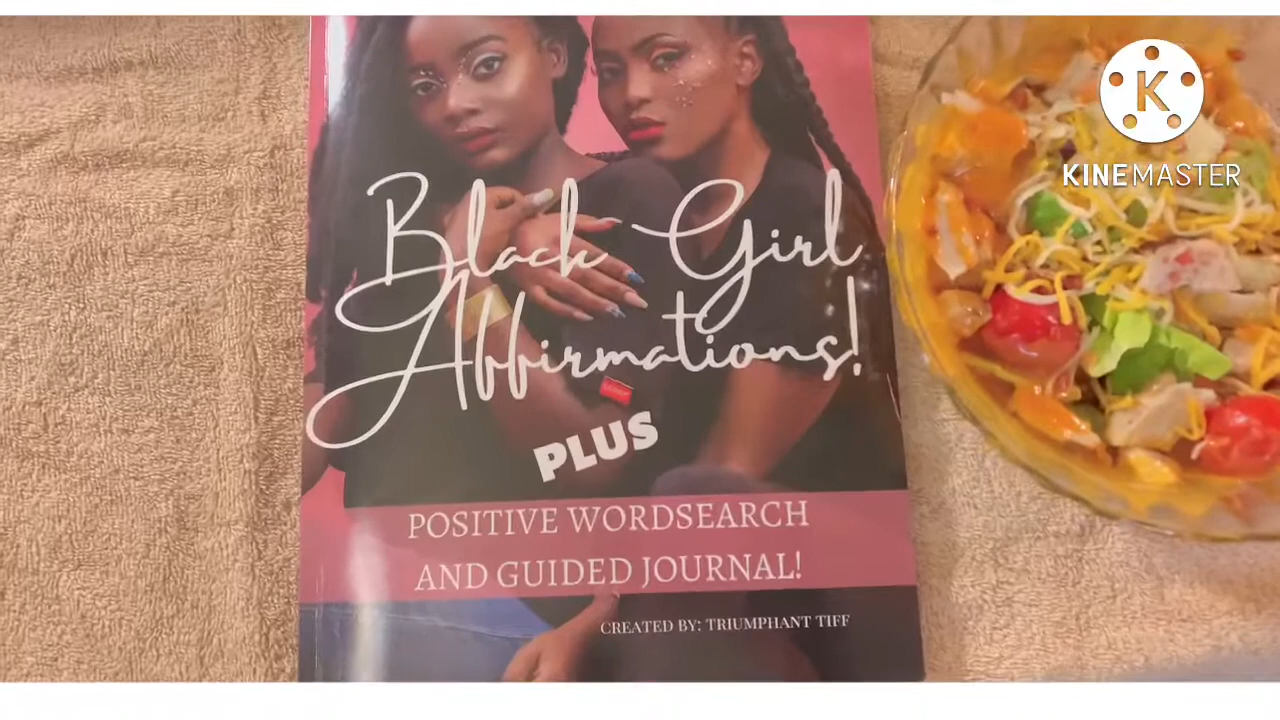 Black Girl
Affirmations!
PLUS
POSITIVE WORDSEARCH
AND GUIDED JOURNAL!
CREATED BY: TRIUMPHANT TIFF
K
KINEMASTER